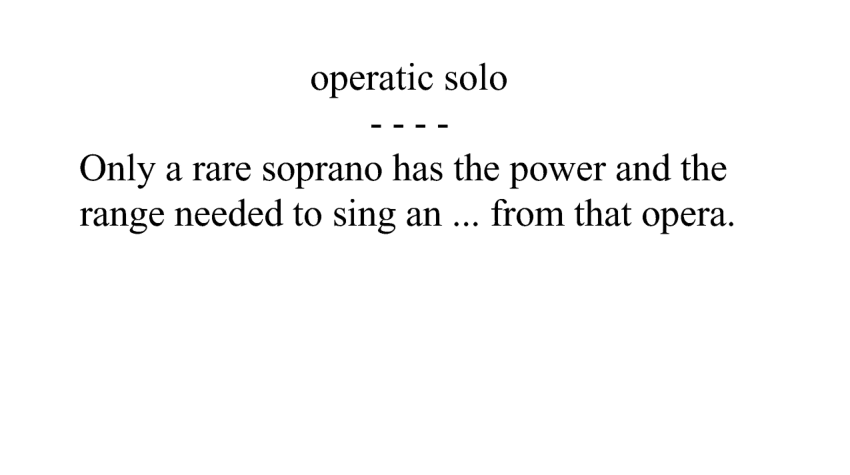 operatic solo
- - - -
Only a rare soprano has the power and the
range needed to sing an ... from that opera.